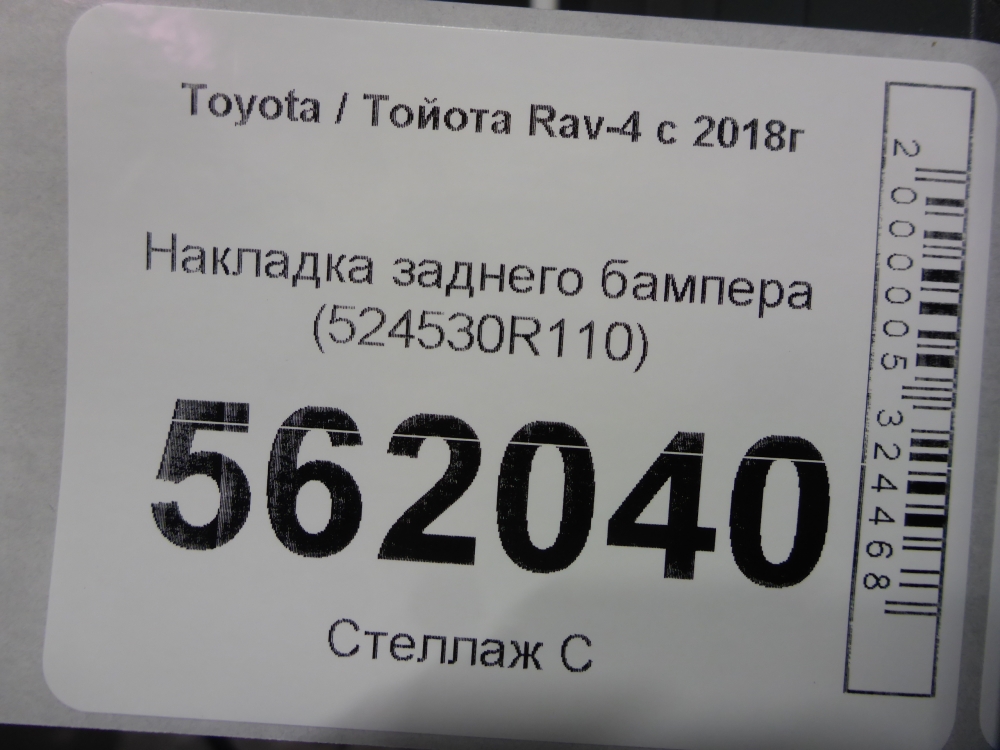 Toyota / Тойота Rav-4 с 2018г
Накладка заднего бампера
(524530R110)
562040
Стеллаж С
2000005324468